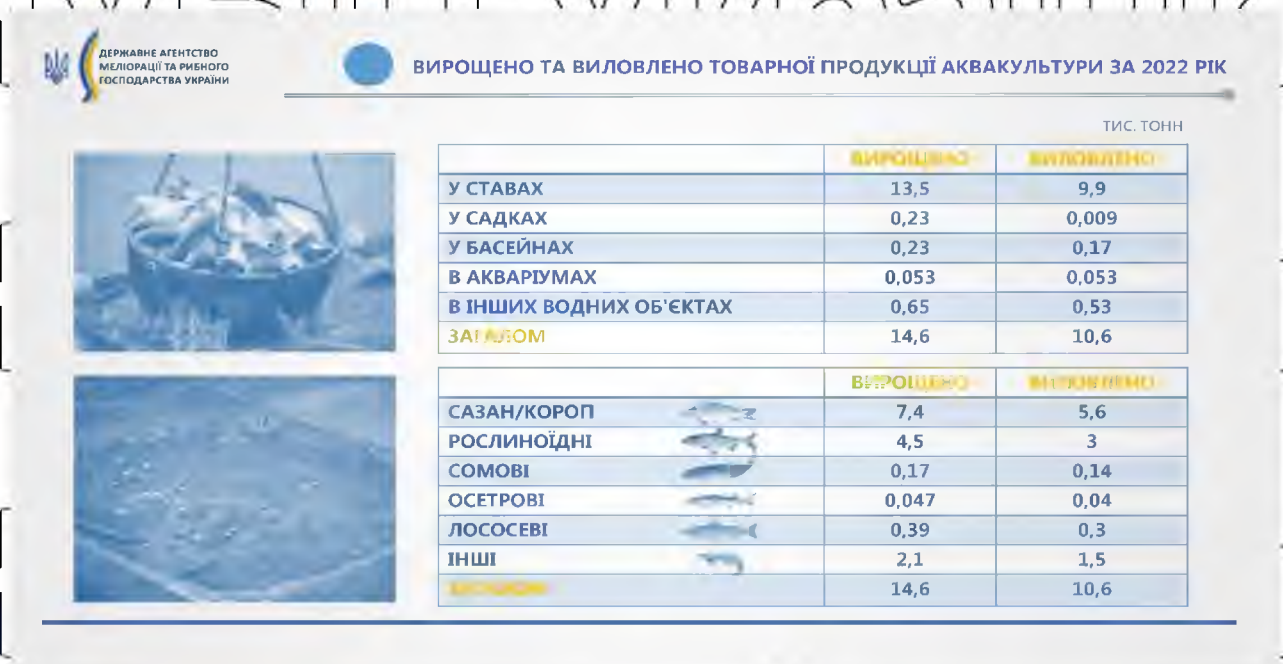 ДЕРЖАВНЕ АГЕНТСТВО
МЕЛІОРАЦІЇ ТА РИБНОГО
ГОСПОДАРСТВА УКРАЇНИ
ВИРОЩЕНО ТА ВИЛОВЛЕНО ТОВАРНОЇ ПРОДУКЦІЇ АКВАКУЛЬТУРИ ЗА 2022 РІК
ТИС. ТОНН
ВИРОЩЕНО ВИЛОВЛЕНО
У СТАВАХ 13,5 9,9
У САДКАХ 0,23 0,009
У БАСЕЙНАХ 0,23 0,17
В АКВАРІУМАХ 0,053 0,053
В ІНШИХ ВОДНИХ ОБ'ЄКТАХ 0,65 0,53
ЗАГАЛОМ 14,6 10,6
ВИРОЩЕНО ВИЛОВЛЕНО
САЗАН/КОРОП 7,4 5,6
РОСЛИНОЇДНІ 4,5 3
СОМОВІ 0,17 0,14
ОСЕТРОВІ 0,047 0,04
ЛОСОСЕВІ 0,39 0,3
ІНШІ 2,1 1,5
14,6 10,6